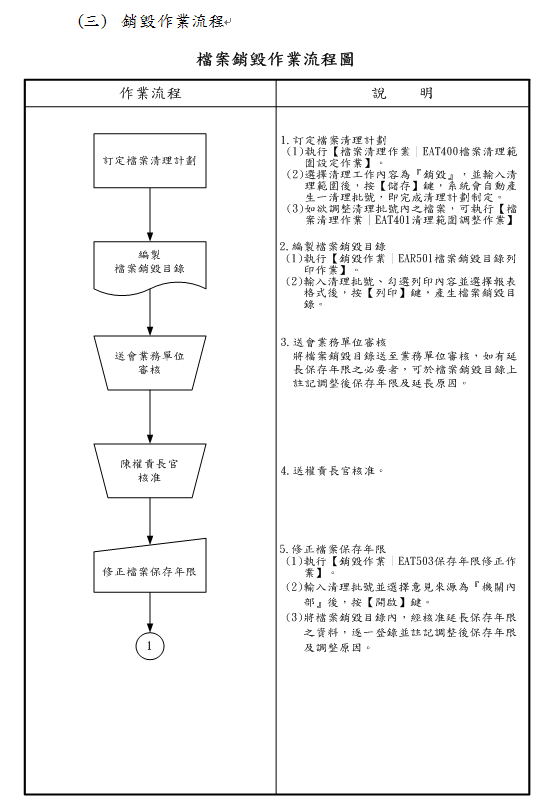 (三) 銷毀作業流程
檔案銷毀作業流程圖
作業流程
說 明
訂定檔案清理計劃
編製
檔案銷毀目錄
送會業務單位
審核
陳權責長官
核准
修正檔案保存年限
1
1.訂定檔案清理計劃
(1)執行【檔案清理作業│EAT400檔案清理範
圍設定作業】。
(2)選擇清理工作內容為『銷毀』，並輸入清
理範圍後，按【儲存】鍵，系統會自動產
生一清理批號，即完成清理計劃制定。
(3)如欲調整清理批號內之檔案，可執行【檔
案清理作業│EAT401清理範圍調整作業】
2.編製檔案銷毀目錄
(1)執行【銷毀作業│EAR501檔案銷毀目錄列
印作業】。
(2)輸入清理批號、勾選列印內容並選擇報表
格式後，按【列印】鍵，產生檔案銷毀目
錄。
3.送會業務單位審核
將檔案銷毀目錄送至業務單位審核，如有延
長保存年限之必要者，可於檔案銷毀目錄上
註記調整後保存年限及延長原因。
4.送權責長官核准。
5.修正檔案保存年限
(1)執行【銷毀作業│EAT503保存年限修正作
業】。
(2)輸入清理批號並選擇意見來源為『機關內
部』後，按【開啟】鍵。
(3)將檔案銷毀目錄內，經核准延長保存年限
之資料，逐一登錄並註記調整後保存年限
及調整原因。